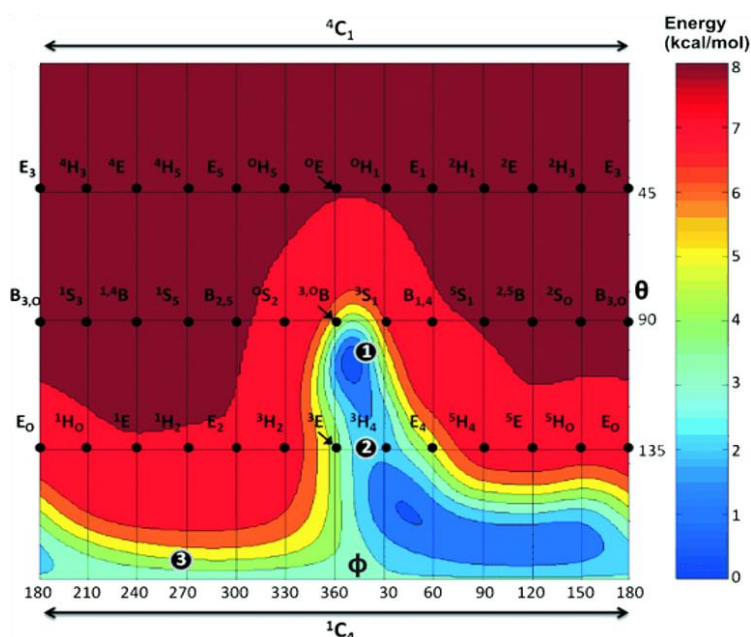 ⁴C₁
Energy
(kcal/mol)
8
7
6
5
4
3
2
1
0
E₃ ⁴H₃ ⁴E ⁴H₅ E₅ ᴼH₅ ᴼE ᴼH₁ E₁ ²H₁ ²E ²H₃ E₃
45
B₃,ₒ ¹S₃ ¹,⁴B ¹S₅ B₂,₅ ᴼS₂ ³,ᴼB ³S₁ B₁,₄ ⁵S₁ ²,⁵B ²Sₒ B₃,ₒ
θ
90
1
Eₒ ¹Hₒ ¹E ¹H₂ E₂ ³H₂ ³E ³H₄ E₄ ⁵H₄ ⁵E ⁵Hₒ Eₒ
2
135
3
ϕ
180 210 240 270 300 330 360 30 60 90 120 150 180
¹C₄